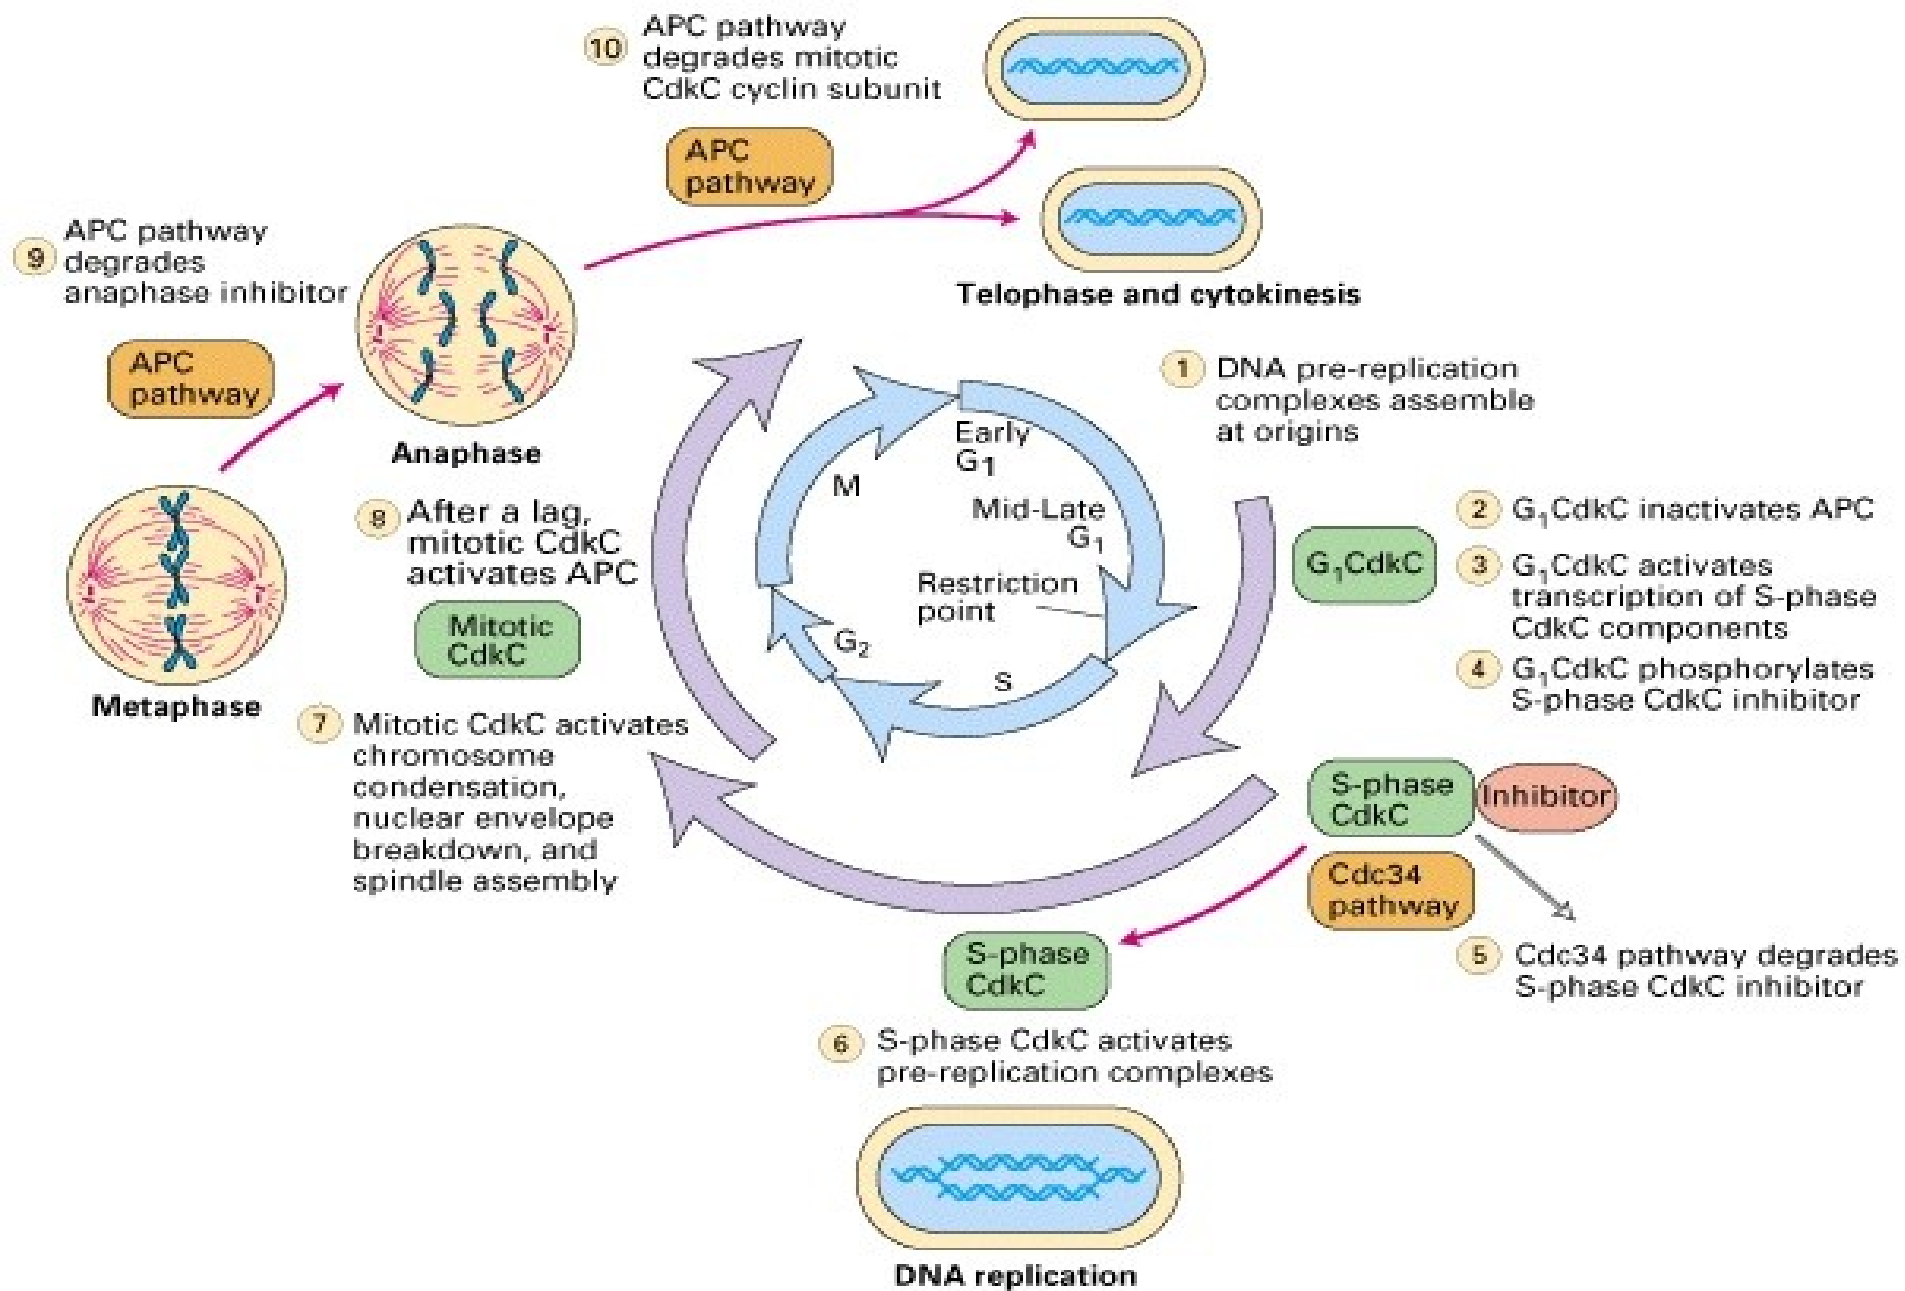 10
APC pathway
degrades mitotic
CdkC cyclin subunit
APC
pathway
Telophase and cytokinesis
9
APC pathway
degrades
anaphase inhibitor
APC
pathway
Anaphase
Metaphase
1
DNA pre-replication
complexes assemble
at origins
Early
G1
M
Mid-Late
G1
Restriction
point
G2
S
G1CdkC
2
G1CdkC inactivates APC
3
G1CdkC activates
transcription of S-phase
CdkC components
4
G1CdkC phosphorylates
S-phase CdkC inhibitor
8
After a lag,
mitotic CdkC
activates APC
Mitotic
CdkC
7
Mitotic CdkC activates
chromosome
condensation,
nuclear envelope
breakdown, and
spindle assembly
S-phase
CdkC
Inhibitor
Cdc34
pathway
5
Cdc34 pathway degrades
S-phase CdkC inhibitor
S-phase
CdkC
6
S-phase CdkC activates
pre-replication complexes
DNA replication